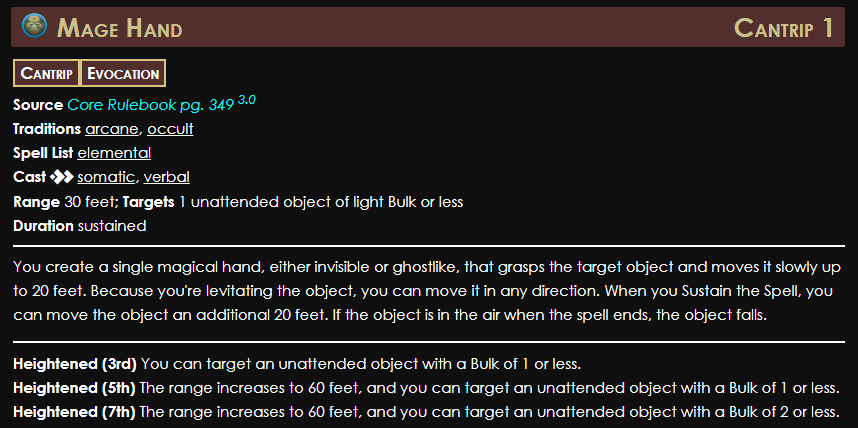 Mage Hand Cantrip 1
Cantrip Evocation
Source Core Rulebook pg. 349 3.0
Traditions arcane, occult
Spell List elemental
Cast somatic, verbal
Range 30 feet; Targets 1 unattended object of light Bulk or less
Duration sustained
You create a single magical hand, either invisible or ghostlike, that grasps the target object and moves it slowly up
to 20 feet. Because you're levitating the object, you can move it in any direction. When you Sustain the Spell, you
can move the object an additional 20 feet. If the object is in the air when the spell ends, the object falls.
Heightened (3rd) You can target an unattended object with a Bulk of 1 or less.
Heightened (5th) The range increases to 60 feet, and you can target an unattended object with a Bulk of 1 or less.
Heightened (7th) The range increases to 60 feet, and you can target an unattended object with a Bulk of 2 or less.